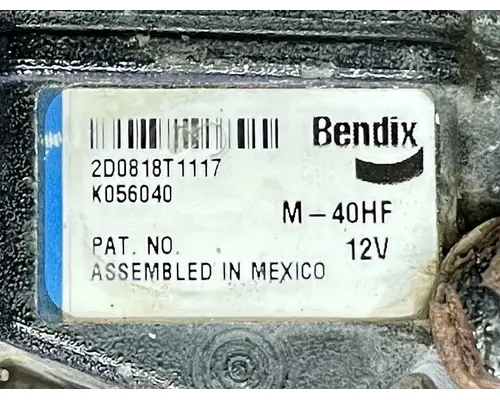 Bendix
2D0818T1117
K056040
M-40HF
PAT. NO. 12V
ASSEMBLED IN MEXICO